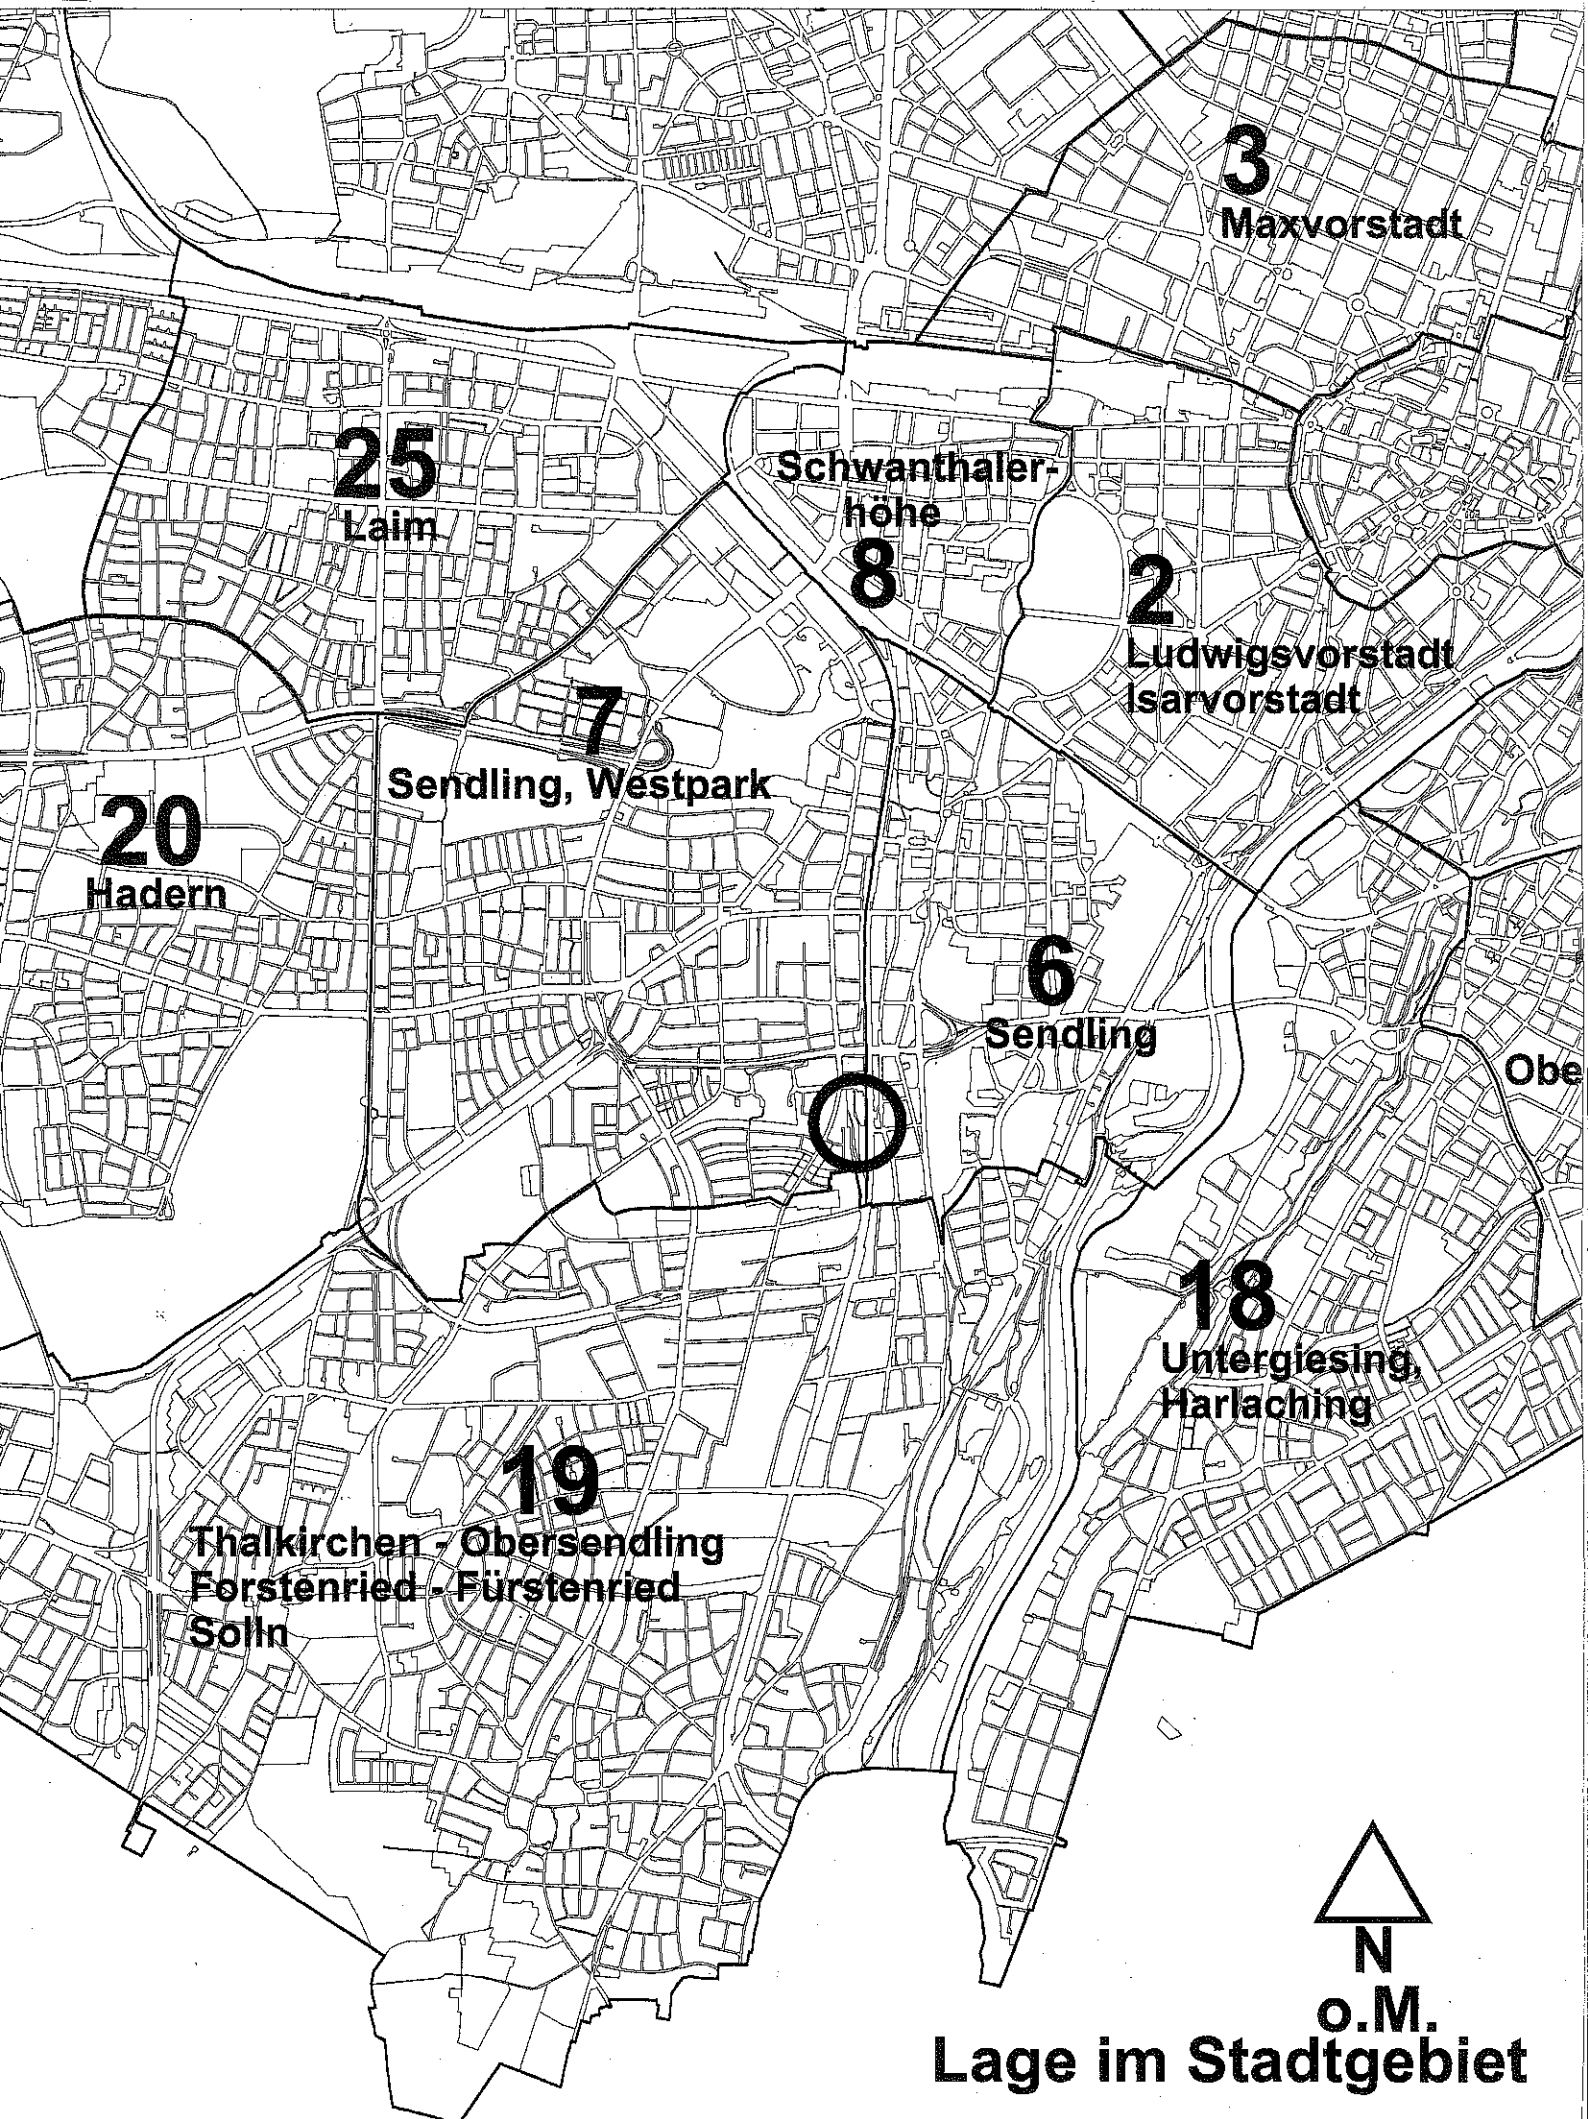 3
Maxvorstadt
25
Laim
Schwanthaler-
höhe
8
2
Ludwigsvorstadt
Isarvorstadt
7
Sendling, Westpark
20
Hadern
6
Sendling
Obe
18
Untergiesing,
Harlaching
19
Thalkirchen - Obersendling
Forstenried - Fürstenried
Solln
N
o.M.
Lage im Stadtgebiet